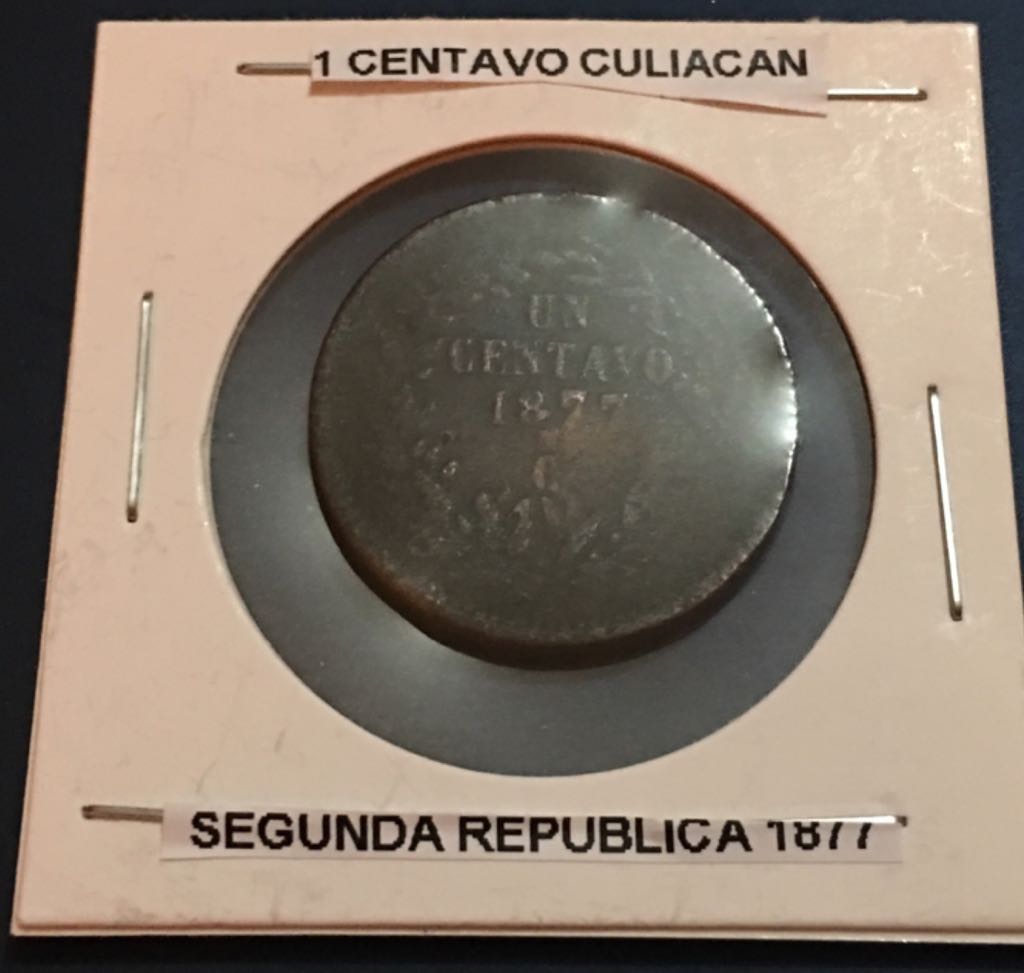 1 CENTAVO CULIACAN
UN
CENTAVO
1877
C
SEGUNDA REPUBLICA 1877